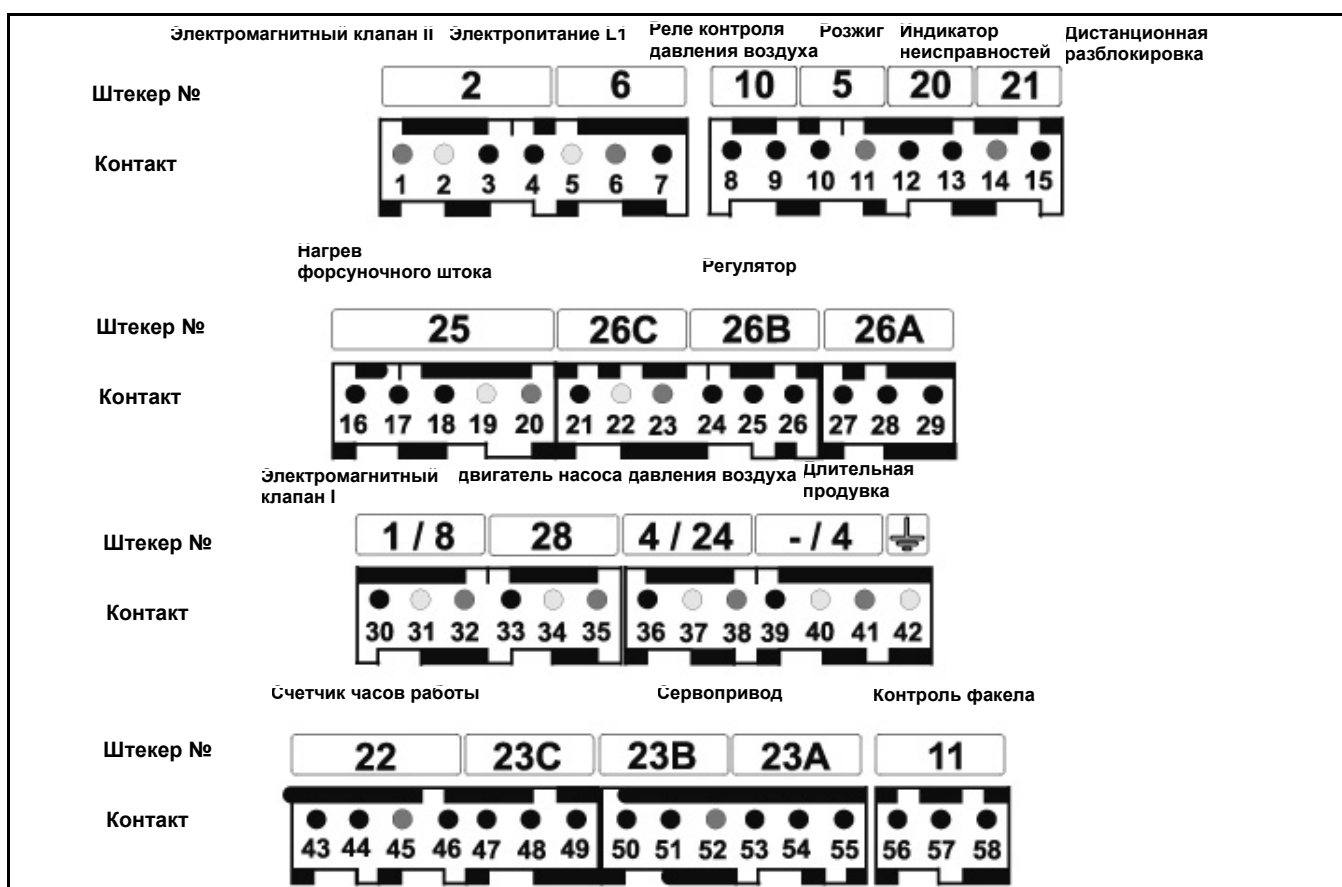 Электромагнитный клапан II Электропитание L1 Реле контроля давления воздуха Розжиг Индикатор неисправностей Дистанционная разблокировка
Штекер № 2 6 10 5 20 21
Контакт
1 2 3 4 5 6 7 8 9 10 11 12 13 14 15
Нагрев
форсуночного штока Регулятор
Штекер № 25 26C 26B 26A
Контакт
16 17 18 19 20 21 22 23 24 25 26 27 28 29
Электромагнитный клапан I двигатель насоса давления воздуха Длительная продувка
Штекер № 1 / 8 28 4 / 24 - / 4
Контакт
30 31 32 33 34 35 36 37 38 39 40 41 42
Счетчик часов работы Сервопривод Контроль факела
Штекер № 22 23C 23B 23A 11
Контакт
43 44 45 46 47 48 49 50 51 52 53 54 55 56 57 58